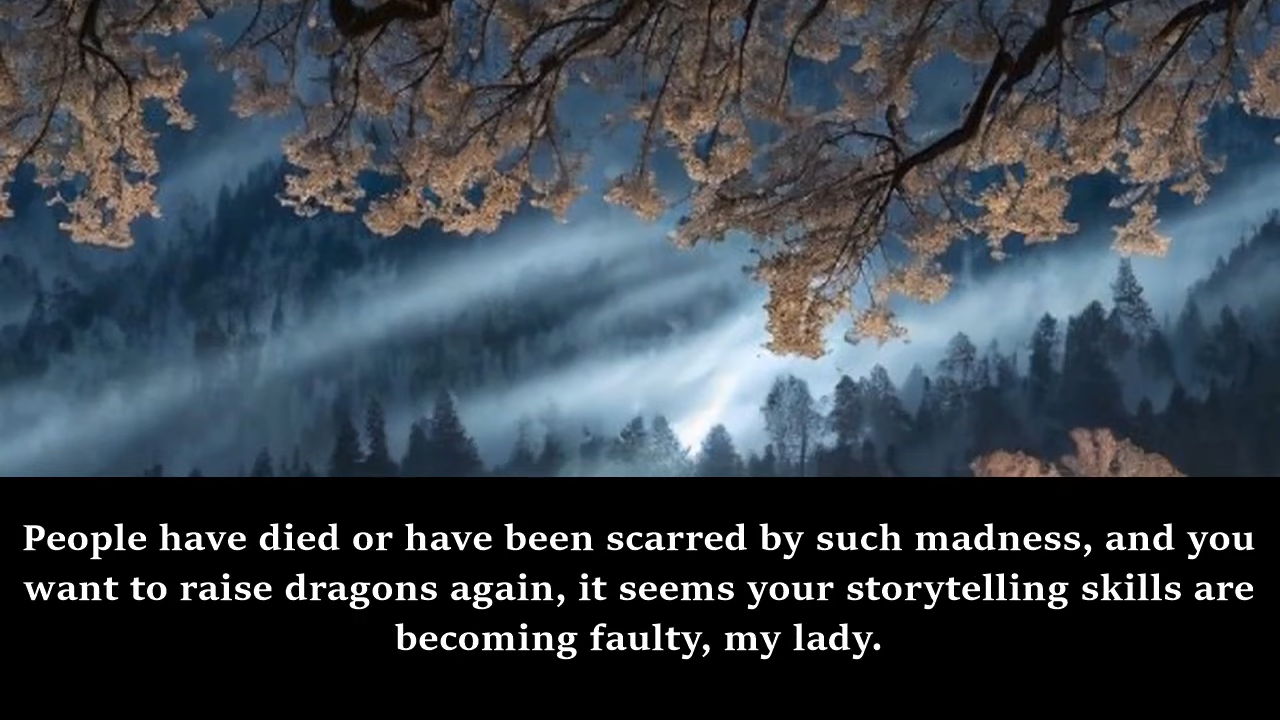 People have died or have been scarred by such madness, and you
want to raise dragons again, it seems your storytelling skills are
becoming faulty, my lady.